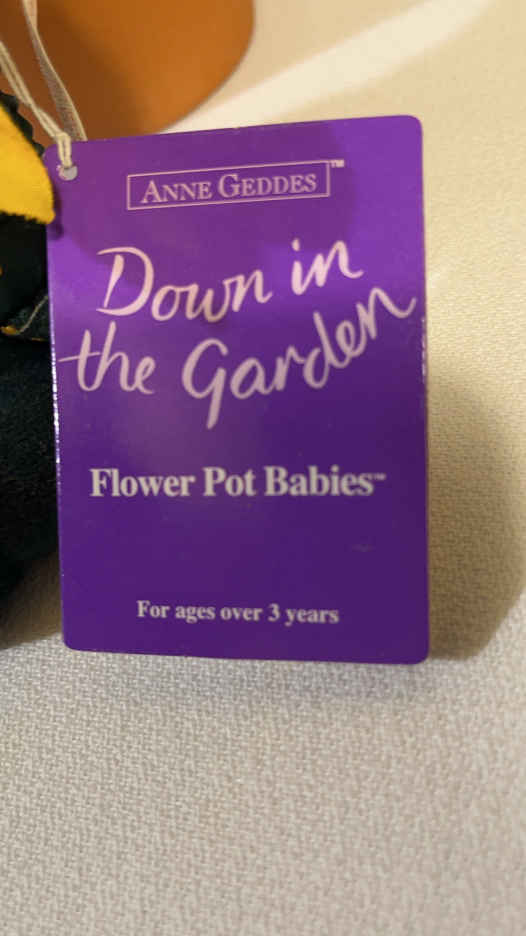 ANNE GEDDES™
Down in
the Garden
Flower Pot Babies™
For ages over 3 years